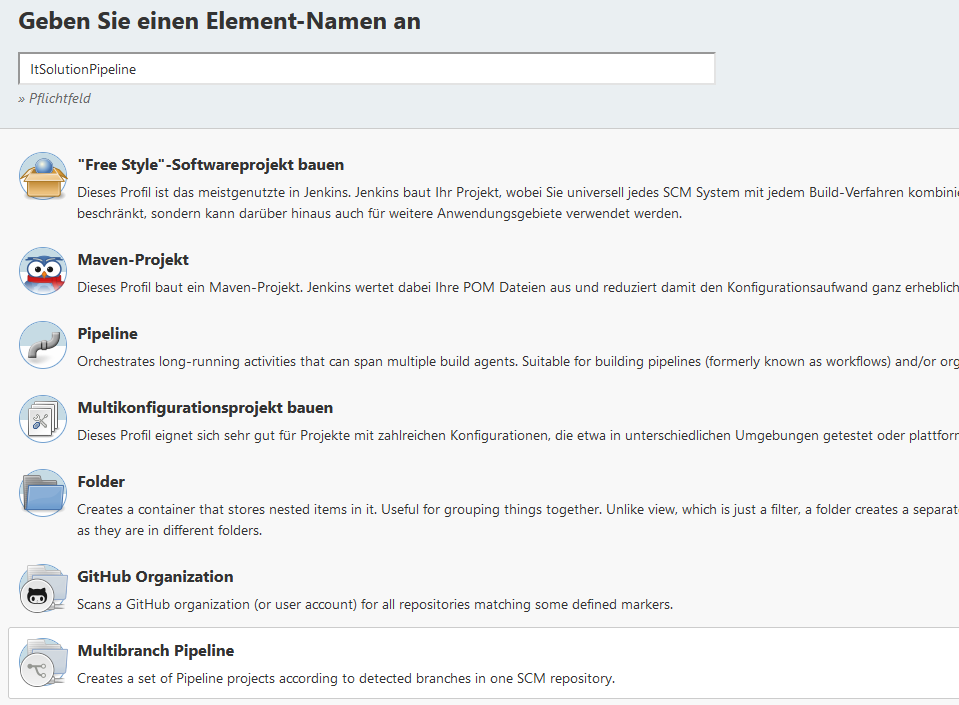 Geben Sie einen Element-Namen an
ItSolutionPipeline
» Pflichtfeld
"Free Style"-Softwareprojekt bauen
Dieses Profil ist das meistgenutzte in Jenkins. Jenkins baut Ihr Projekt, wobei Sie universell jedes SCM System mit jedem Build-Verfahren kombinie
beschränkt, sondern kann darüber hinaus auch für weitere Anwendungsgebiete verwendet werden.
Maven-Projekt
Dieses Profil baut ein Maven-Projekt. Jenkins wertet dabei Ihre POM Dateien aus und reduziert damit den Konfigurationsaufwand ganz erheblich
Pipeline
Orchestrates long-running activities that can span multiple build agents. Suitable for building pipelines (formerly known as workflows) and/or org
Multikonfigurationsprojekt bauen
Dieses Profil eignet sich sehr gut für Projekte mit zahlreichen Konfigurationen, die etwa in unterschiedlichen Umgebungen getestet oder plattform
Folder
Creates a container that stores nested items in it. Useful for grouping things together. Unlike view, which is just a filter, a folder creates a separate
as they are in different folders.
GitHub Organization
Scans a GitHub organization (or user account) for all repositories matching some defined markers.
Multibranch Pipeline
Creates a set of Pipeline projects according to detected branches in one SCM repository.